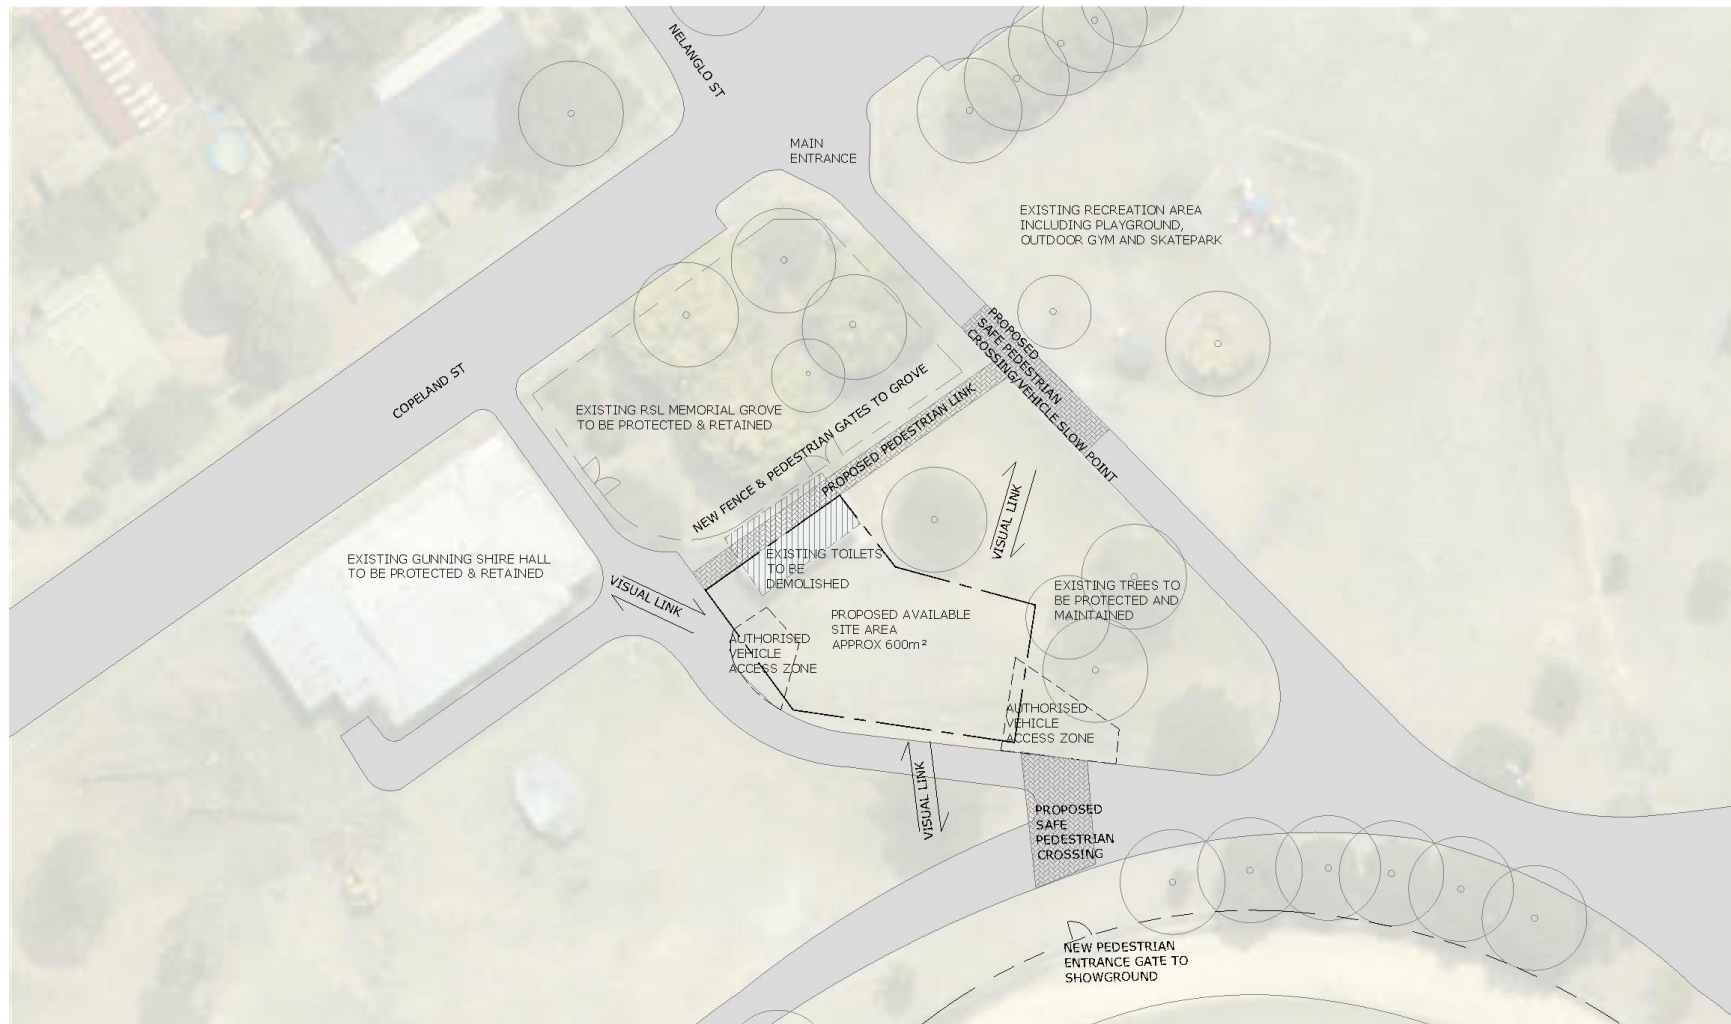 NELANGLO ST
MAIN
ENTRANCE
EXISTING RECREATION AREA
INCLUDING PLAYGROUND,
OUTDOOR GYM AND SKATEPARK
PROPOSED
SAFE PEDESTRIAN
CROSSING/VEHICLE SLOW POINT
COPELAND ST
EXISTING RSL MEMORIAL GROVE
TO BE PROTECTED & RETAINED
NEW FENCE & PEDESTRIAN GATES TO GROVE
PROPOSED PEDESTRIAN LINK
VISUAL LINK
EXISTING GUNNING SHIRE HALL
TO BE PROTECTED & RETAINED
EXISTING TOILETS
TO BE
DEMOLISHED
VISUAL LINK
EXISTING TREES TO
BE PROTECTED AND
MAINTAINED
PROPOSED AVAILABLE
SITE AREA
APPROX 600m²
AUTHORISED
VEHICLE
ACCESS ZONE
AUTHORISED
VEHICLE
ACCESS ZONE
VISUAL LINK
PROPOSED
SAFE
PEDESTRIAN
CROSSING
NEW PEDESTRIAN
ENTRANCE GATE TO
SHOWGROUND